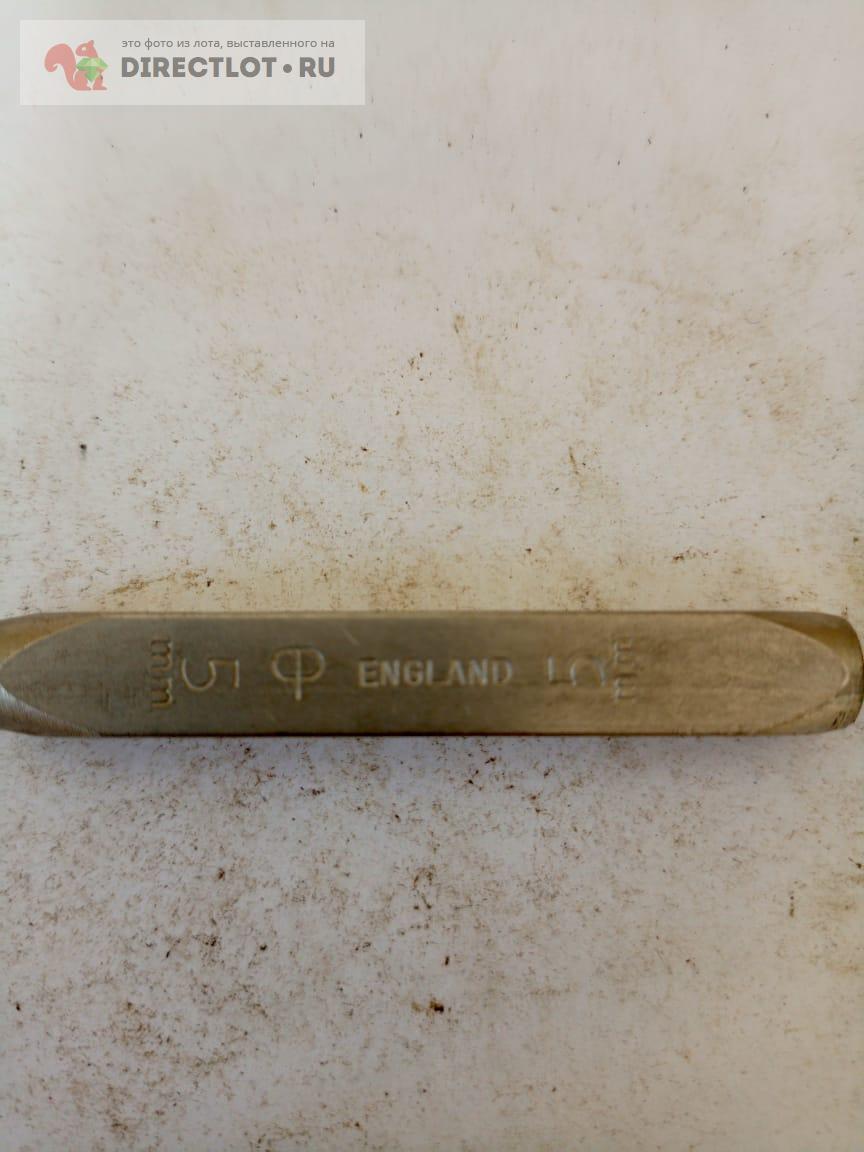 это фото из лота, выставленного на
DIRECTLOT•RU
5
mm
ENGLAND
5
mm